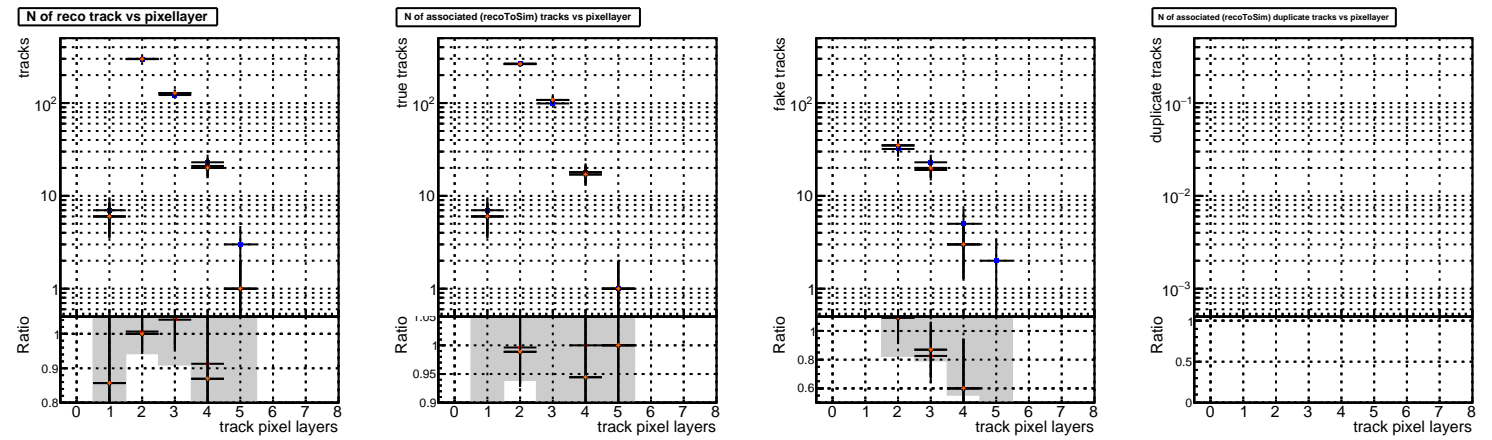 N of reco track vs pixellayer
tracks
10²
10
1
Ratio
1
0.9
0.8
0 1 2 3 4 5 6 7 8
track pixel layers
N of associated (recoToSim) tracks vs pixellayer
true tracks
10²
10
1
Ratio
1.05
1
0.95
0.9
0 1 2 3 4 5 6 7 8
track pixel layers
fake tracks
10²
10
1
Ratio
1
0.8
0.6
0 1 2 3 4 5 6 7 8
track pixel layers
N of associated (recoToSim) duplicate tracks vs pixellayer
duplicate tracks
10⁻¹
10⁻²
10⁻³
Ratio
1
0.5
0
0 1 2 3 4 5 6 7 8
track pixel layers